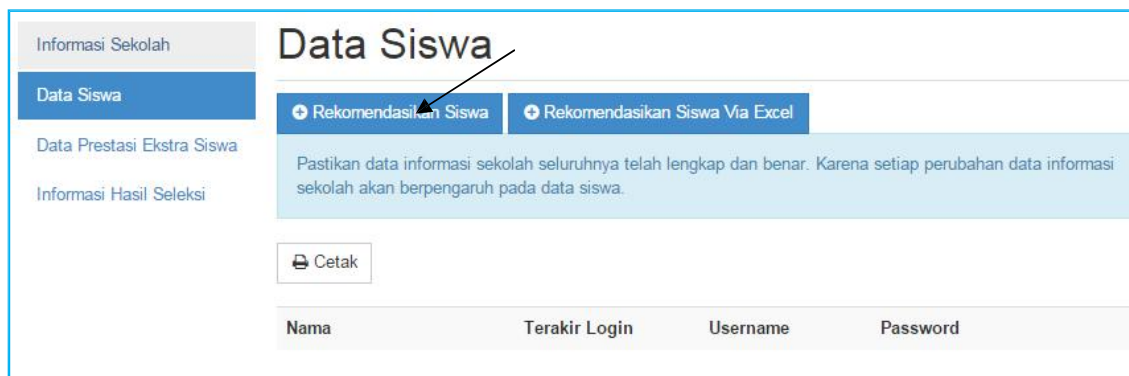 Informasi Sekolah
Data Siswa
Data Prestasi Ekstra Siswa
Informasi Hasil Seleksi
Data Siswa
Rekomendasikan Siswa
Rekomendasikan Siswa Via Excel
Pastikan data informasi sekolah seluruhnya telah lengkap dan benar. Karena setiap perubahan data informasi
sekolah akan berpengaruh pada data siswa.
Cetak
Nama Terakir Login Username Password